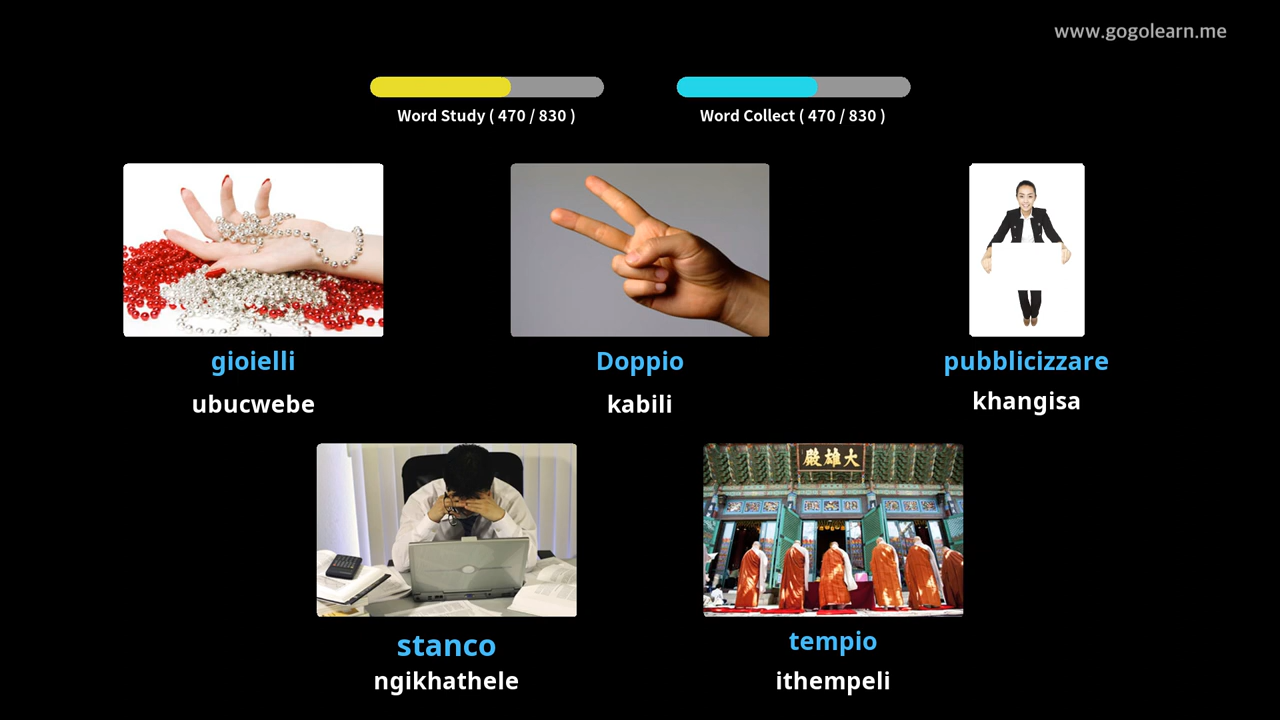 www.gogolearn.me
Word Study ( 470 / 830 )
Word Collect ( 470 / 830 )
gioielli
ubucwebe
Doppio
kabili
pubblicizzare
khangisa
殿雄大
stanco
ngikhathele
tempio
ithempeli